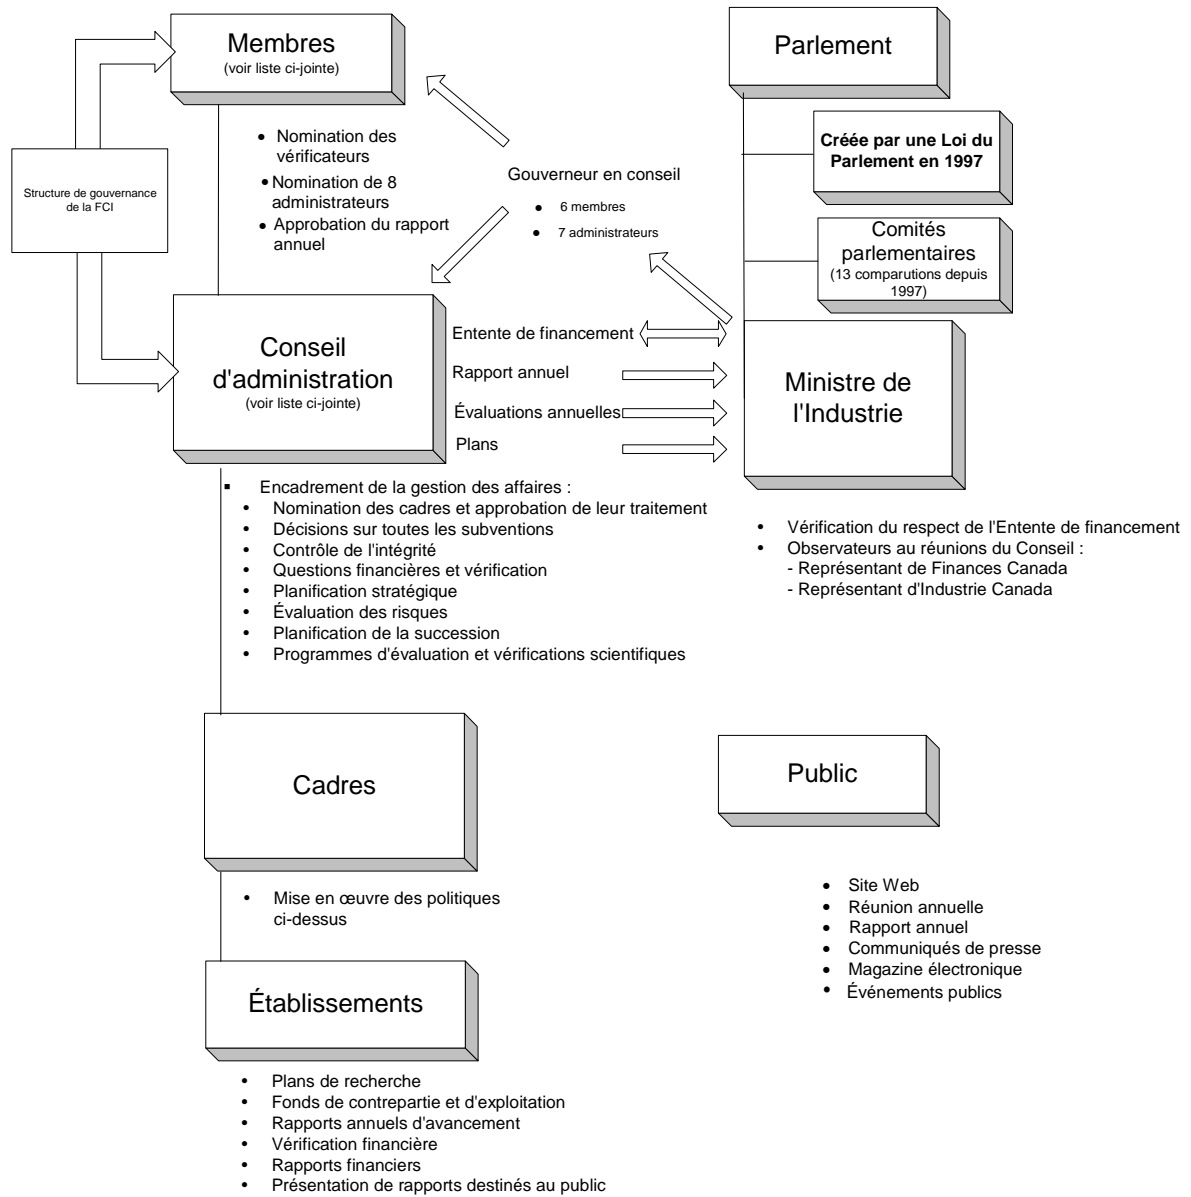 Membres
(voir liste ci-jointe)
Parlement
Créée par une Loi du
Parlement en 1997
Comités
parlementaires
(13 comparutions depuis
1997)
Structure de gouvernance
de la FCI
• Nomination des
vérificateurs
• Nomination de 8
administrateurs
• Approbation du rapport
annuel
Gouverneur en conseil
• 6 membres
• 7 administrateurs
Conseil
d'administration
(voir liste ci-jointe)
Entente de financement
Rapport annuel
Évaluations annuelles
Plans
Ministre de
l'Industrie
▪ Encadrement de la gestion des affaires :
• Nomination des cadres et approbation de leur traitement
• Décisions sur toutes les subventions
• Contrôle de l'intégrité
• Questions financières et vérification
• Planification stratégique
• Évaluation des risques
• Planification de la succession
• Programmes d'évaluation et vérifications scientifiques
• Vérification du respect de l'Entente de financement
• Observateurs au réunions du Conseil :
- Représentant de Finances Canada
- Représentant d'Industrie Canada
Cadres
• Mise en œuvre des politiques
ci-dessus
Public
• Site Web
• Réunion annuelle
• Rapport annuel
• Communiqués de presse
• Magazine électronique
• Événements publics
Établissements
• Plans de recherche
• Fonds de contrepartie et d'exploitation
• Rapports annuels d'avancement
• Vérification financière
• Rapports financiers
• Présentation de rapports destinés au public